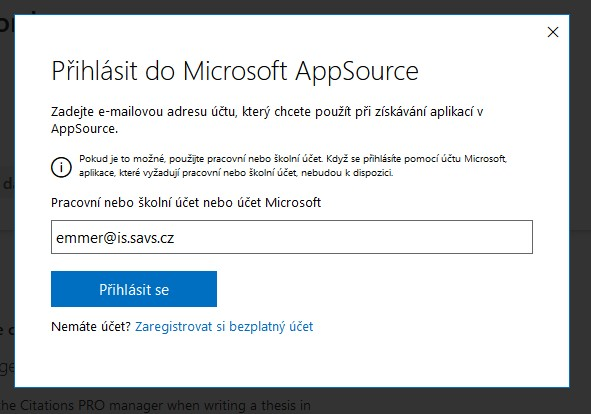 Přihlásit do Microsoft AppSource
Zadejte e-mailovou adresu účtu, který chcete použít při získávání aplikací v
AppSource.
Pokud je to možné, použijte pracovní nebo školní účet. Když se přihlásíte pomocí účtu Microsoft,
aplikace, které vyžadují pracovní nebo školní účet, nebudou k dispozici.
Pracovní nebo školní účet nebo účet Microsoft
emmer@is.savs.cz
Přihlásit se
Nemáte účet? Zaregistrovat si bezplatný účet
the Citations PRO manager when writing a thesis in